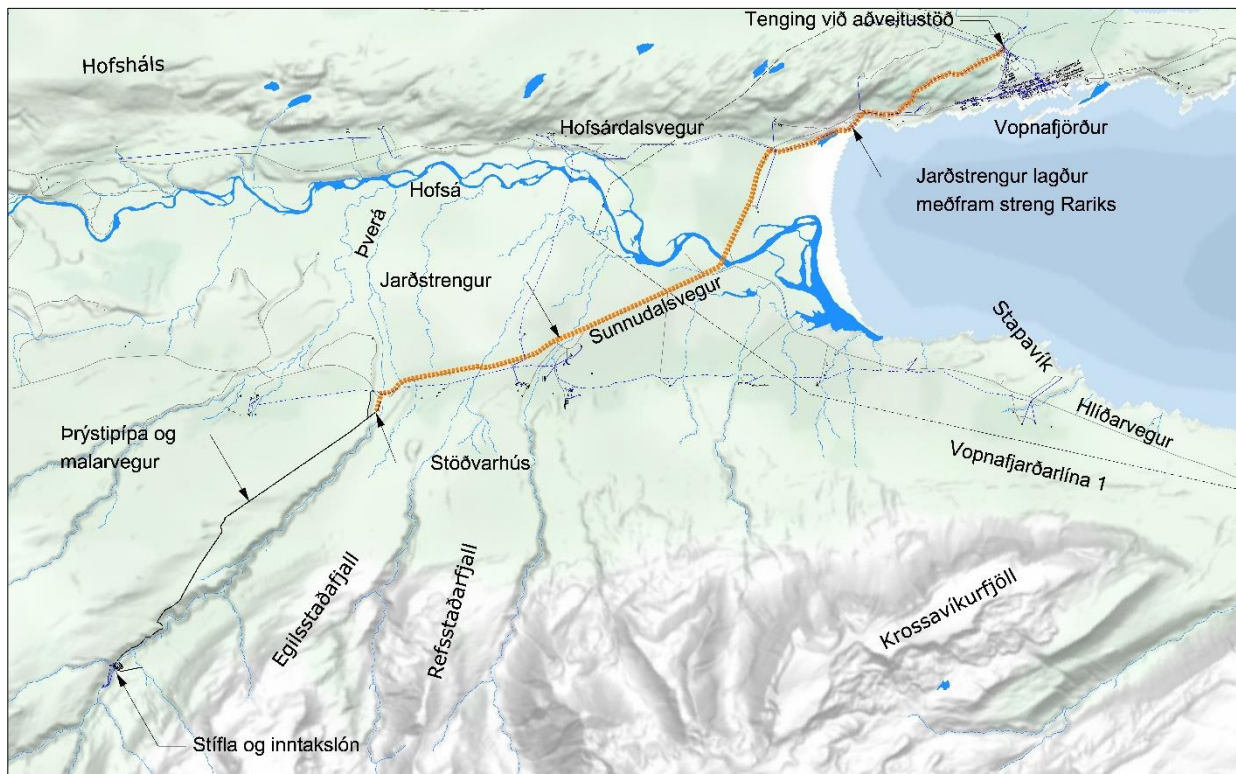 Tenging við aðveitustöð
Hofsháls
Hofsárdalsvegur
Vopnafjörður
Jarðstrengur lagður
meðfram streng Rariks
Hofsá
Þverá
Jarðstrengur
Sunnudalsvegur
Stapavík
Hlíðarvegur
Vopnafjarðarlína 1
Þrýstipípa og
malarvegur
Stöðvarhús
Egilsstaðafjall
Refsstaðarfjall
Krossavíkurfjöll
Stífla og inntakslón